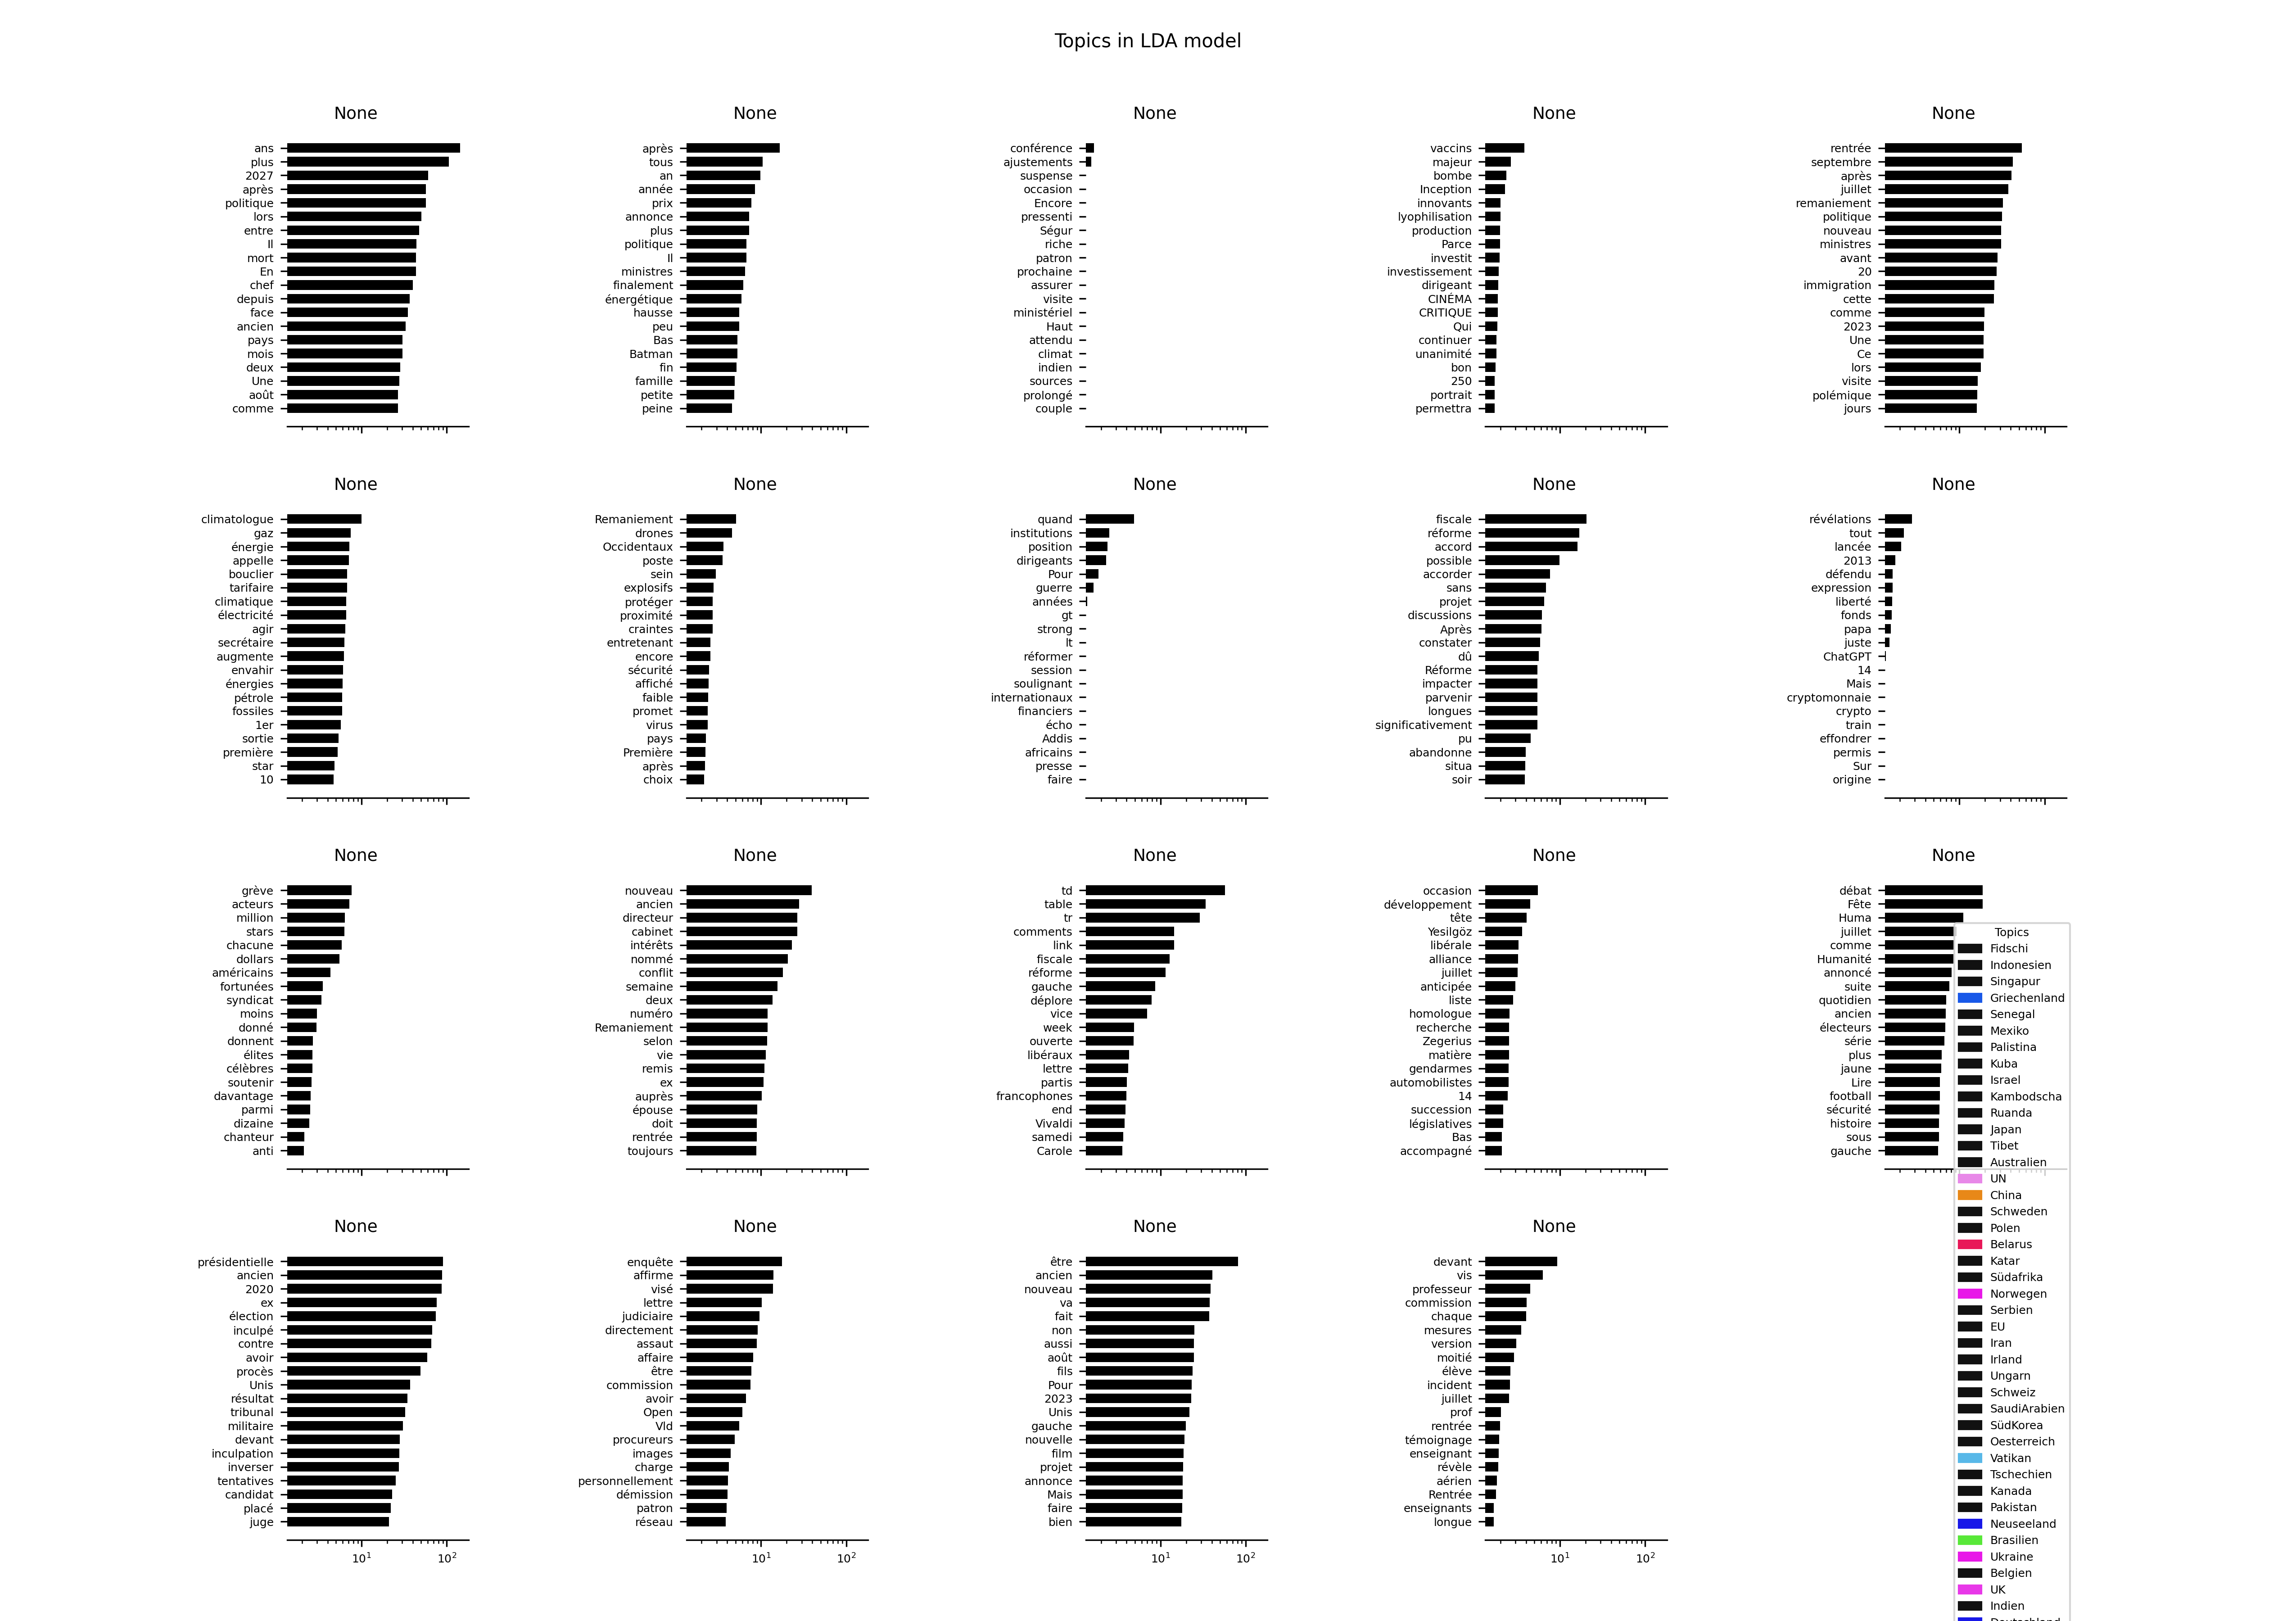 Topics in LDA model
None
ans
plus
2027
après
politique
lors
entre
Il
mort
En
chef
depuis
face
ancien
pays
mois
deux
Une
août
comme
None
après
tous
an
année
prix
annonce
plus
politique
Il
ministres
finalement
énergétique
hausse
peu
Bas
Batman
fin
famille
petite
peine
None
conférence
ajustements
suspense
occasion
Encore
pressenti
Ségur
riche
patron
prochaine
assurer
visite
ministériel
Haut
attendu
climat
indien
sources
prolongé
couple
None
vaccins
majeur
bombe
Inception
innovants
lyophilisation
production
Parce
investit
investissement
dirigeant
CINÉMA
CRITIQUE
Qui
continuer
unanimité
bon
250
portrait
permettra
None
rentrée
septembre
après
juillet
remaniement
politique
nouveau
ministres
avant
20
immigration
cette
comme
2023
Une
Ce
lors
visite
polémique
jours
None
climatologue
gaz
énergie
appelle
bouclier
tarifaire
climatique
électricité
agir
secrétaire
augmente
envahir
énergies
pétrole
fossiles
1er
sortie
première
star
10
None
Remaniement
drones
Occidentaux
poste
sein
explosifs
protéger
proximité
craintes
entretenant
encore
sécurité
affiché
faible
promet
virus
pays
Première
après
choix
None
quand
institutions
position
dirigeants
Pour
guerre
années
gt
strong
lt
réformer
session
soulignant
internationaux
financiers
écho
Addis
africains
presse
faire
None
fiscale
réforme
accord
possible
accorder
sans
projet
discussions
Après
constater
dû
Réforme
impacter
parvenir
longues
significativement
pu
abandonne
situa
soir
None
révélations
tout
lancée
2013
défendu
expression
liberté
fonds
papa
juste
ChatGPT
14
Mais
cryptomonnaie
crypto
train
effondrer
permis
Sur
origine
None
grève
acteurs
million
stars
chacune
dollars
américains
fortunées
syndicat
moins
donné
donnent
élites
célèbres
soutenir
davantage
parmi
dizaine
chanteur
anti
None
nouveau
ancien
directeur
cabinet
intérêts
nommé
conflit
semaine
deux
numéro
Remaniement
selon
vie
remis
ex
auprès
épouse
doit
rentrée
toujours
None
td
table
tr
comments
link
fiscale
réforme
gauche
déplore
vice
week
ouverte
libéraux
lettre
partis
francophones
end
Vivaldi
samedi
Carole
None
occasion
développement
tête
Yesilgöz
libérale
alliance
juillet
anticipée
liste
homologue
recherche
Zegerius
matière
gendarmes
automobilistes
14
succession
législatives
Bas
accompagné
None
débat
Fête
Huma
juillet
comme
Humanité
annoncé
suite
quotidien
ancien
électeurs
série
plus
jaune
Lire
football
sécurité
histoire
sous
gauche
None
présidentielle
ancien
2020
ex
élection
inculpé
contre
avoir
procès
Unis
résultat
tribunal
militaire
devant
inculpation
inverser
tentatives
candidat
placé
juge
10¹ 10²
None
enquête
affirme
visé
lettre
judiciaire
directement
assaut
affaire
être
commission
avoir
Open
Vld
procureurs
images
charge
personnellement
démission
patron
réseau
10¹ 10²
None
être
ancien
nouveau
va
fait
non
aussi
août
fils
Pour
2023
Unis
gauche
nouvelle
film
projet
annonce
Mais
faire
bien
10¹ 10²
None
devant
vis
professeur
commission
chaque
mesures
version
moitié
élève
incident
juillet
prof
rentrée
témoignage
enseignant
révèle
aérien
Rentrée
enseignants
longue
10¹ 10²
Topics
Fidschi
Indonesien
Singapur
Griechenland
Senegal
Mexiko
Palistina
Kuba
Israel
Kambodscha
Ruanda
Japan
Tibet
Australien
UN
China
Schweden
Polen
Belarus
Katar
Südafrika
Norwegen
Serbien
EU
Iran
Irland
Ungarn
Schweiz
SaudiArabien
SüdKorea
Oesterreich
Vatikan
Tschechien
Kanada
Pakistan
Neuseeland
Brasilien
Ukraine
Belgien
UK
Indien